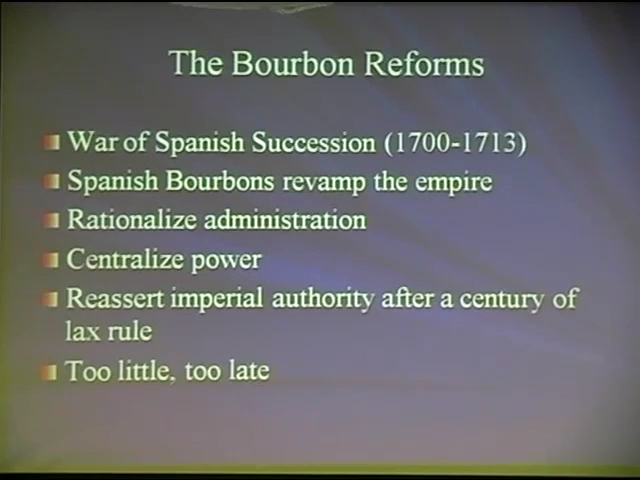 The Bourbon Reforms
War of Spanish Succession (1700-1713)
Spanish Bourbons revamp the empire
Rationalize administration
Centralize power
Reassert imperial authority after a century of
lax rule
Too little, too late